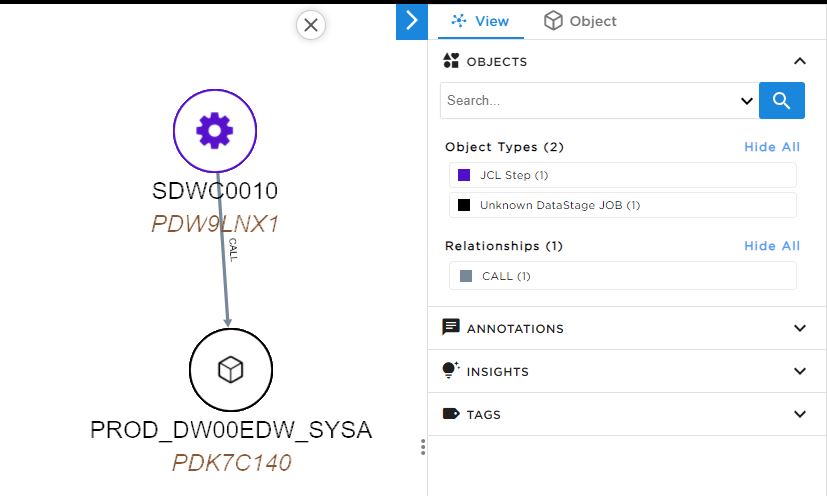 SDWC0010
PDW9LNX1
CALL
PROD_DW00EDW_SYSA
PDK7C140
View
Object
OBJECTS
Search...
Object Types (2)
Hide All
JCL Step (1)
Unknown DataStage JOB (1)
Relationships (1)
Hide All
CALL (1)
ANNOTATIONS
INSIGHTS
TAGS